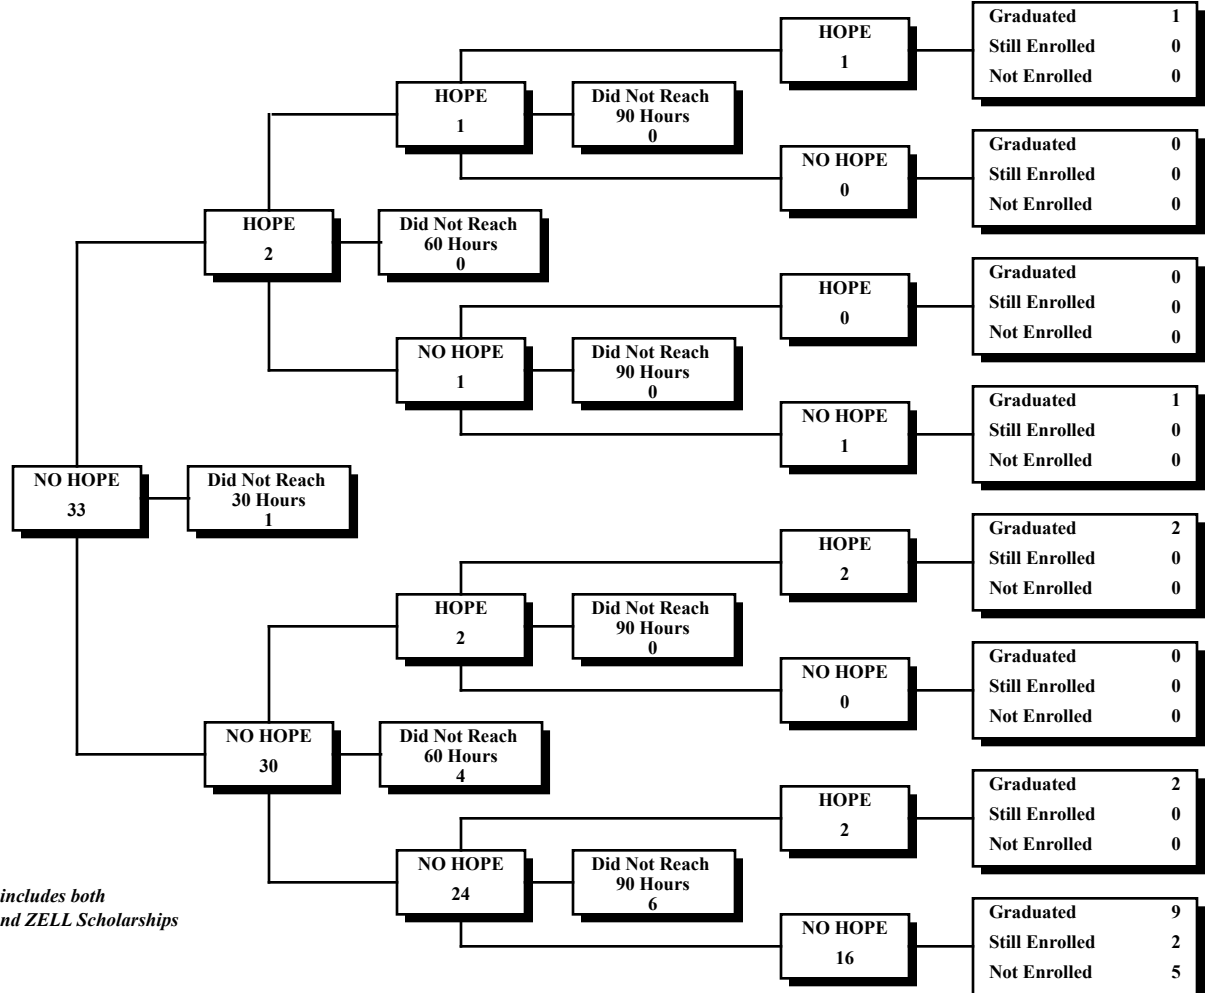 HOPE
1
Graduated 1
Still Enrolled 0
Not Enrolled 0
HOPE
1
Did Not Reach
90 Hours
0
NO HOPE
0
Graduated 0
Still Enrolled 0
Not Enrolled 0
HOPE
2
Did Not Reach
60 Hours
0
HOPE
0
Graduated 0
Still Enrolled 0
Not Enrolled 0
NO HOPE
1
Did Not Reach
90 Hours
0
NO HOPE
1
Graduated 1
Still Enrolled 0
Not Enrolled 0
NO HOPE
33
Did Not Reach
30 Hours
1
HOPE
2
Graduated 2
Still Enrolled 0
Not Enrolled 0
HOPE
2
Did Not Reach
90 Hours
0
NO HOPE
0
Graduated 0
Still Enrolled 0
Not Enrolled 0
NO HOPE
30
Did Not Reach
60 Hours
4
HOPE
2
Graduated 2
Still Enrolled 0
Not Enrolled 0
NO HOPE
24
Did Not Reach
90 Hours
6
NO HOPE
16
Graduated 9
Still Enrolled 2
Not Enrolled 5
includes both
nd ZELL Scholarships